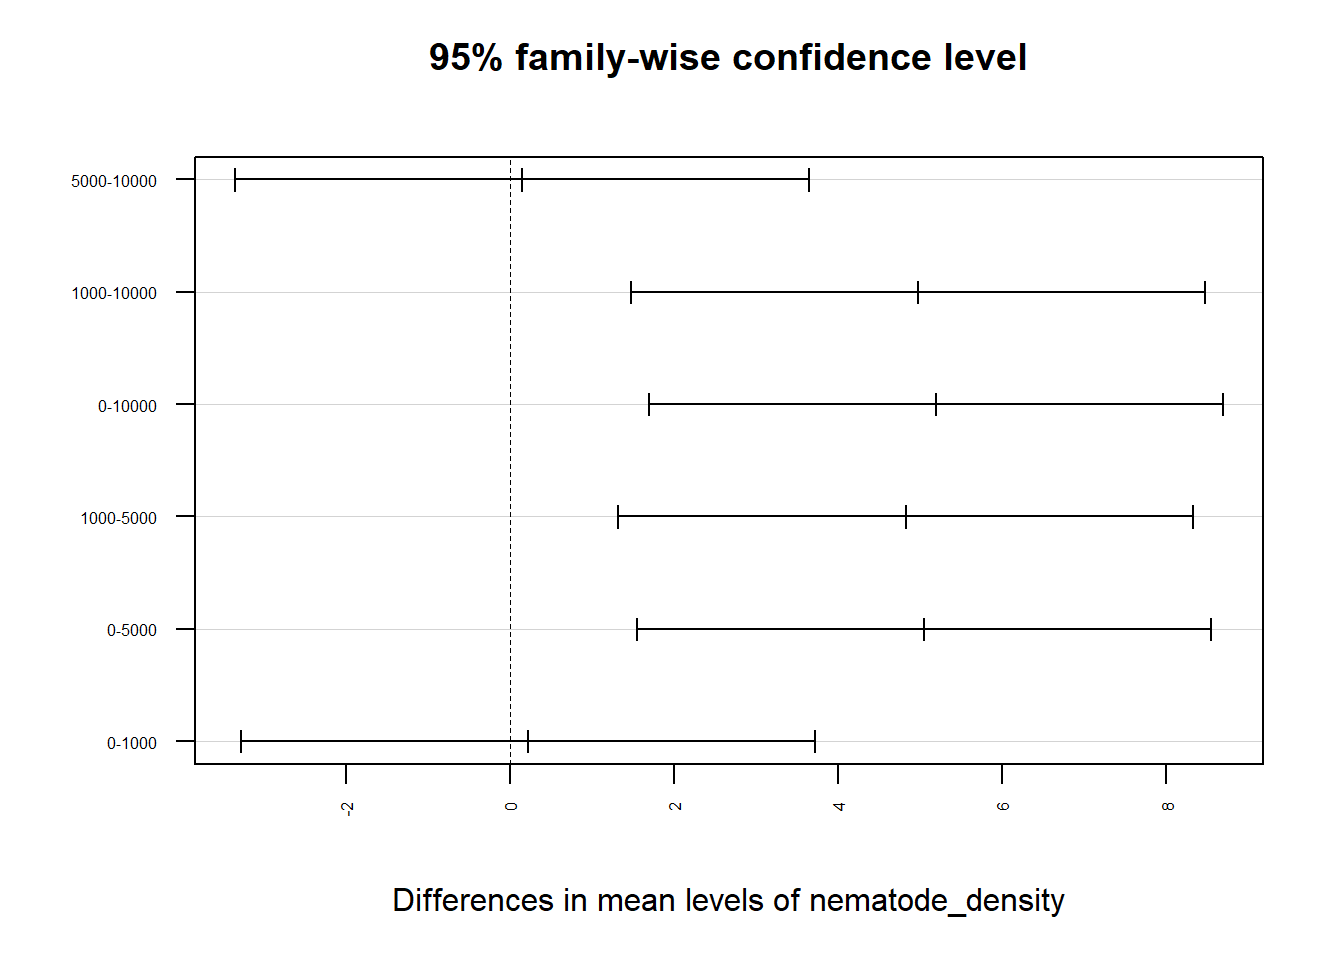 95% family-wise confidence level
5000-10000
1000-10000
0-10000
1000-5000
0-5000
0-1000
-2 0 2 4 6 8
Differences in mean levels of nematode_density